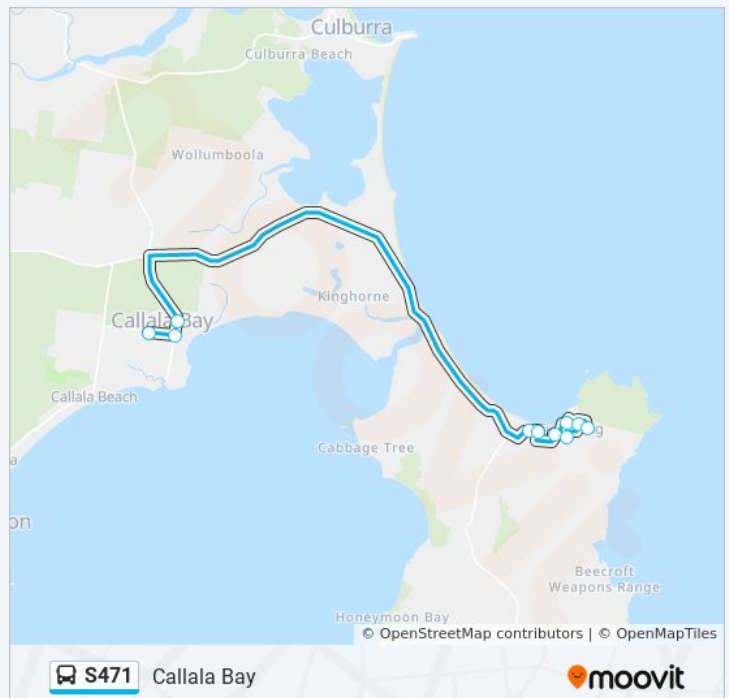 Culburra
Culburra Beach
Wollumboola
Kinghorne
Callala Bay
Callala Beach
Cabbage Tree
Beecroft
Weapons Range
Honeymoon Bay
© OpenStreetMap contributors | © OpenMapTiles
S471 Callala Bay
moovit